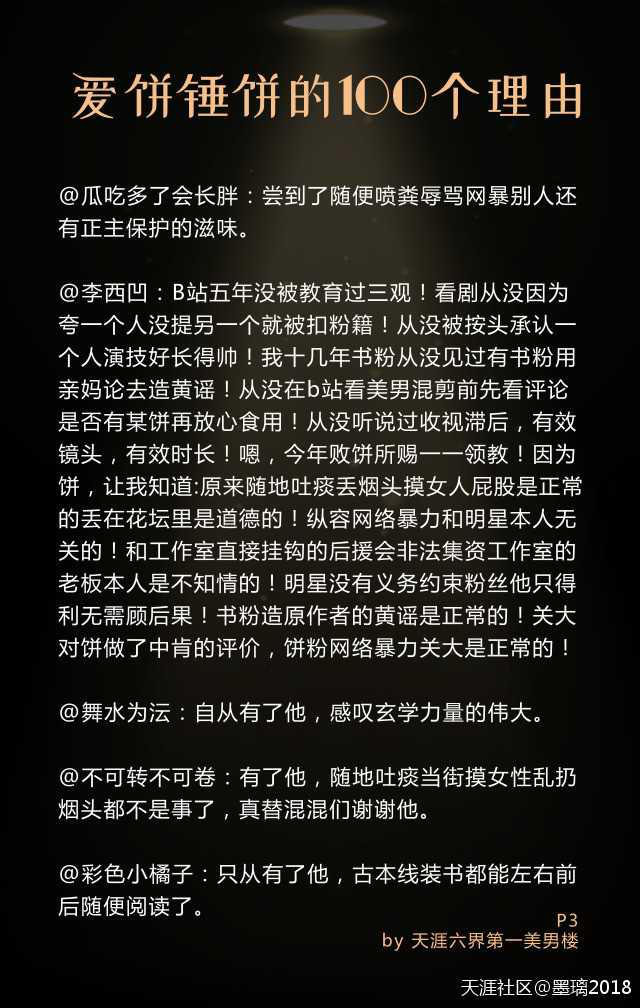 爱饼锤饼的100个理由
@瓜吃多了会长胖：尝到了随便喷粪辱骂网暴别人还
有正主保护的滋味。
@李西凹：B站五年没被教育过三观！看剧从没因为
夸一个人没提另一个就被扣粉籍！从没被按头承认一
个人演技好长得帅！我十几年书粉从没见过有书粉用
亲妈论去造黄谣！从没在b站看美男混剪前先看评论
是否有某饼再放心食用！从没听说过收视滞后，有效
镜头，有效时长！嗯，今年败饼所赐一一领教！因为
饼，让我知道:原来随地吐痰丢烟头摸女人屁股是正常
的丢在花坛里是道德的！纵容网络暴力和明星本人无
关的！和工作室直接挂钩的后援会非法集资工作室的
老板本人是不知情的！明星没有义务约束粉丝他只得
利无需顾后果！书粉造原作者的黄谣是正常的！关大
对饼做了中肯的评价，饼粉网络暴力关大是正常的！
@舞水为沄：自从有了他，感叹玄学力量的伟大。
@不可转不可卷：有了他，随地吐痰当街摸女性乱扔
烟头都不是事了，真替混混们谢谢他。
@彩色小橘子：只从有了他，古本线装书都能左右前
后随便阅读了。
P3
by 天涯六界第一美男楼
天涯社区@墨璃2018